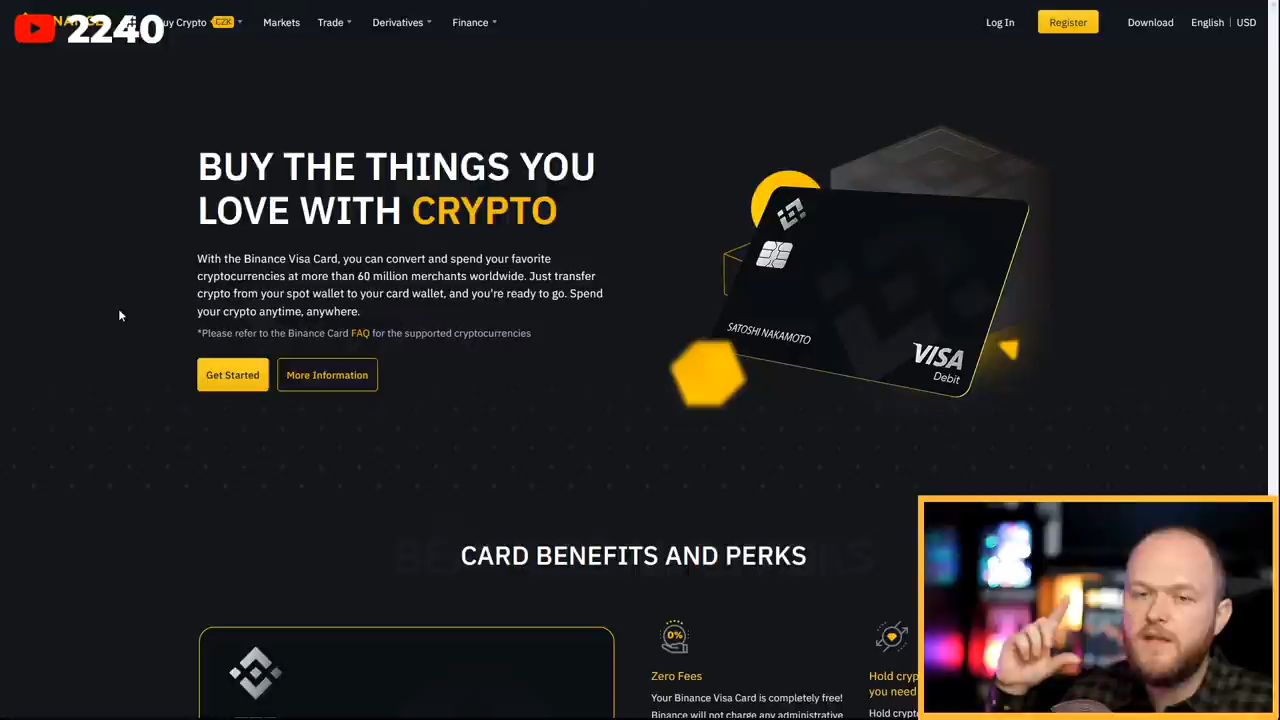 2240
Buy Crypto CZK Markets Trade Derivatives Finance Log In Register Download English USD
BUY THE THINGS YOU
LOVE WITH CRYPTO
With the Binance Visa Card, you can convert and spend your favorite
cryptocurrencies at more than 60 million merchants worldwide. Just transfer
crypto from your spot wallet to your card wallet, and you're ready to go. Spend
your crypto anytime, anywhere.
*Please refer to the Binance Card FAQ for the supported cryptocurrencies
Get Started More Information
SATOSHI NAKAMOTO
VISA
Debit
CARD BENEFITS AND PERKS
0%
Zero Fees
Your Binance Visa Card is completely free!
Binance will not charge any administrative
Hold cryp
you need
Hold crypto